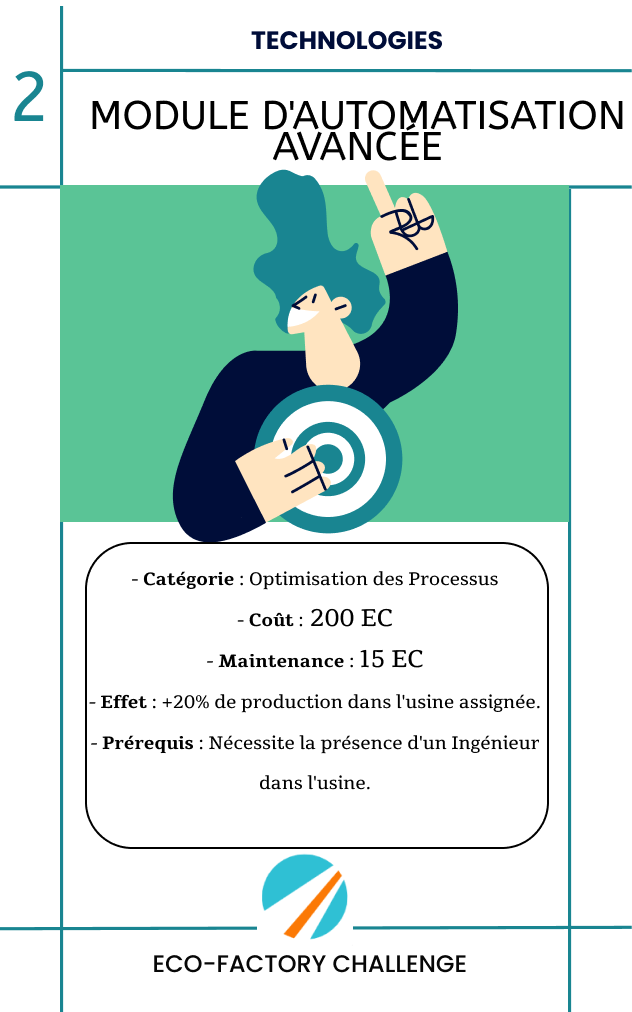 TECHNOLOGIES
2
MODULE D'AUTOMATISATION
AVANCÉE
- Catégorie : Optimisation des Processus
- Coût : 200 EC
- Maintenance : 15 EC
- Effet : +20% de production dans l'usine assignée.
- Prérequis : Nécessite la présence d'un Ingénieur
dans l'usine.
ECO-FACTORY CHALLENGE